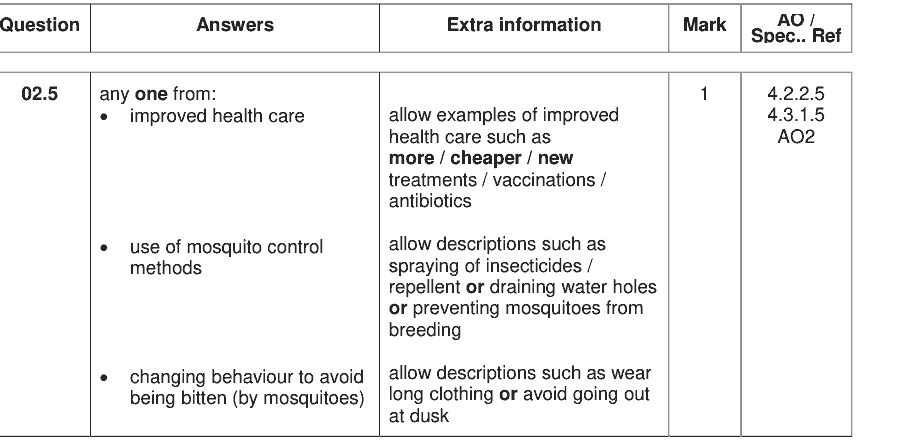 Question Answers Extra information Mark AO /
Spec.. Ref
02.5 any one from: 1 4.2.2.5
• improved health care allow examples of improved 4.3.1.5
health care such as AO2
more / cheaper / new
treatments / vaccinations /
antibiotics
• use of mosquito control allow descriptions such as
methods spraying of insecticides /
repellent or draining water holes
or preventing mosquitoes from
breeding
• changing behaviour to avoid allow descriptions such as wear
being bitten (by mosquitoes) long clothing or avoid going out
at dusk